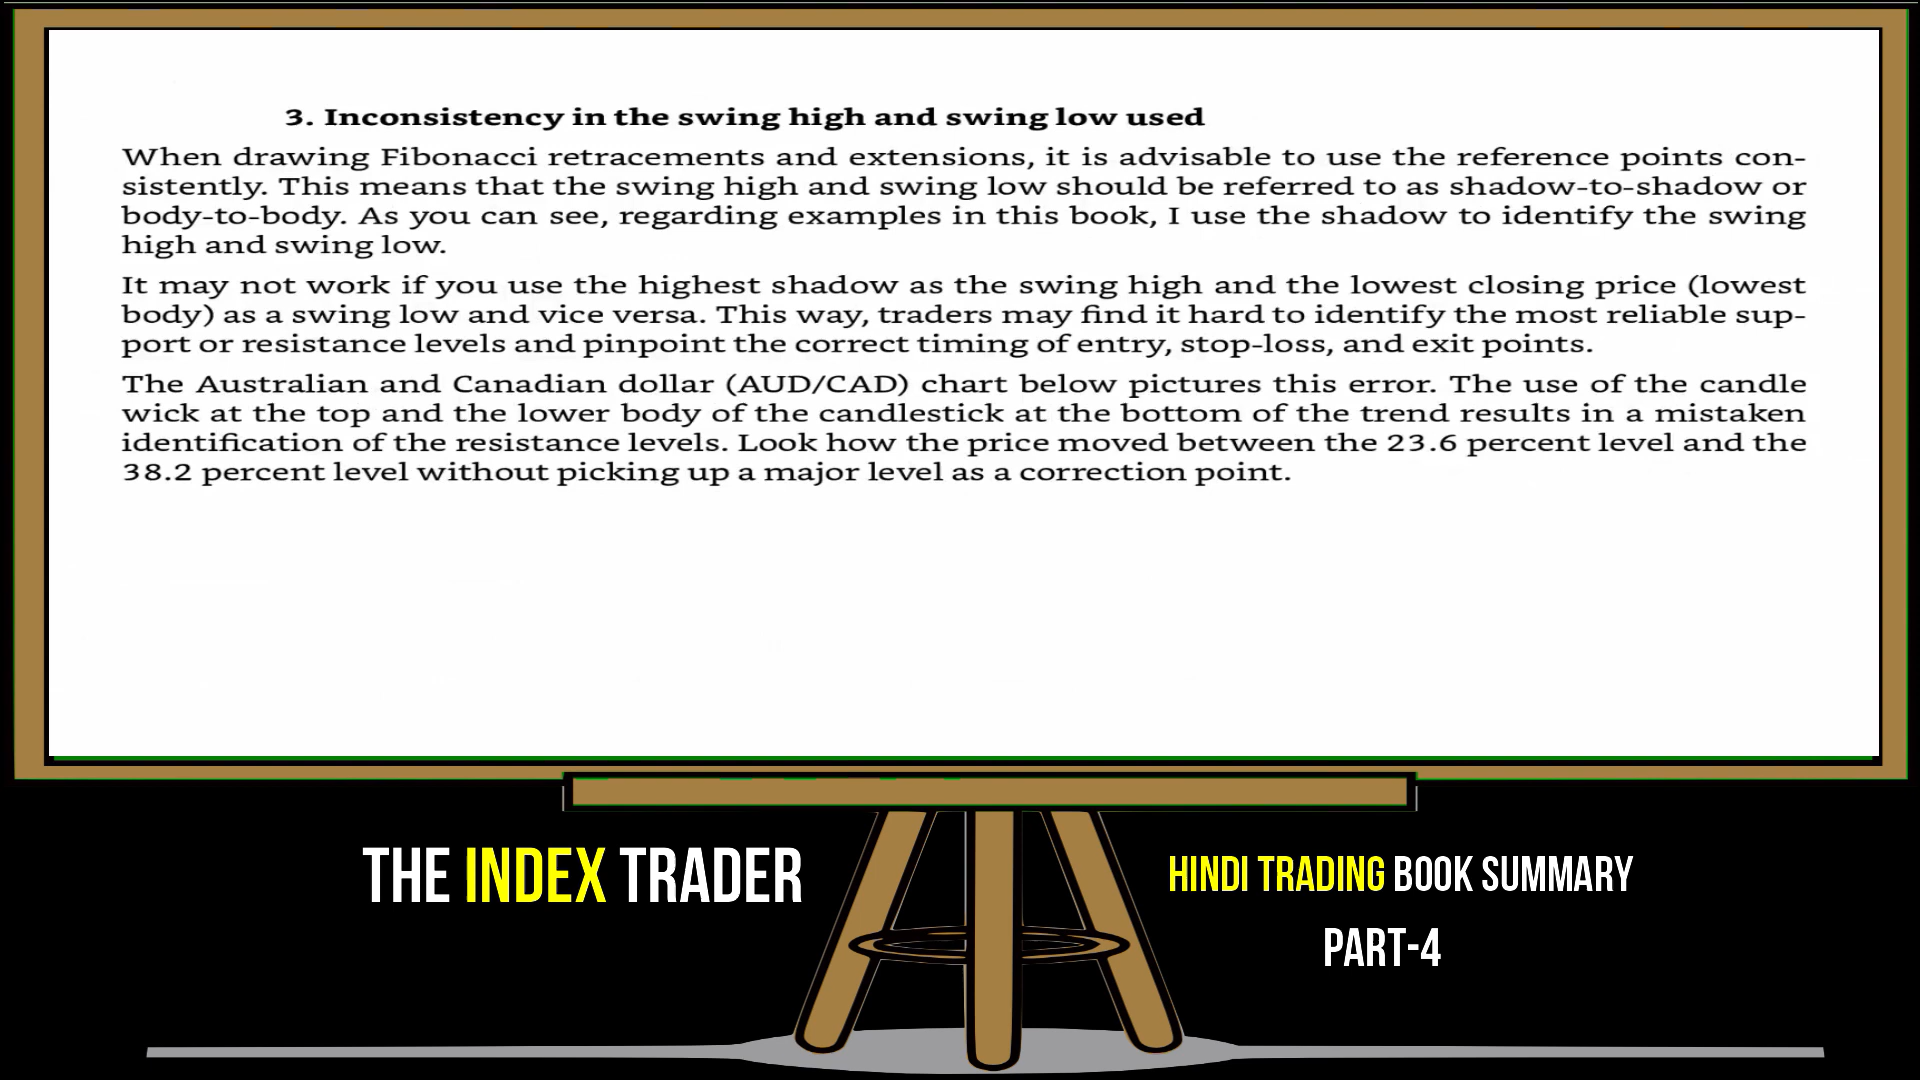 3. Inconsistency in the swing high and swing low used
When drawing Fibonacci retracements and extensions, it is advisable to use the reference points con-
sistently. This means that the swing high and swing low should be referred to as shadow-to-shadow or
body-to-body. As you can see, regarding examples in this book, I use the shadow to identify the swing
high and swing low.
It may not work if you use the highest shadow as the swing high and the lowest closing price (lowest
body) as a swing low and vice versa. This way, traders may find it hard to identify the most reliable sup-
port or resistance levels and pinpoint the correct timing of entry, stop-loss, and exit points.
The Australian and Canadian dollar (AUD/CAD) chart below pictures this error. The use of the candle
wick at the top and the lower body of the candlestick at the bottom of the trend results in a mistaken
identification of the resistance levels. Look how the price moved between the 23.6 percent level and the
38.2 percent level without picking up a major level as a correction point.
THE INDEX TRADER
HINDI TRADING BOOK SUMMARY
PART-4